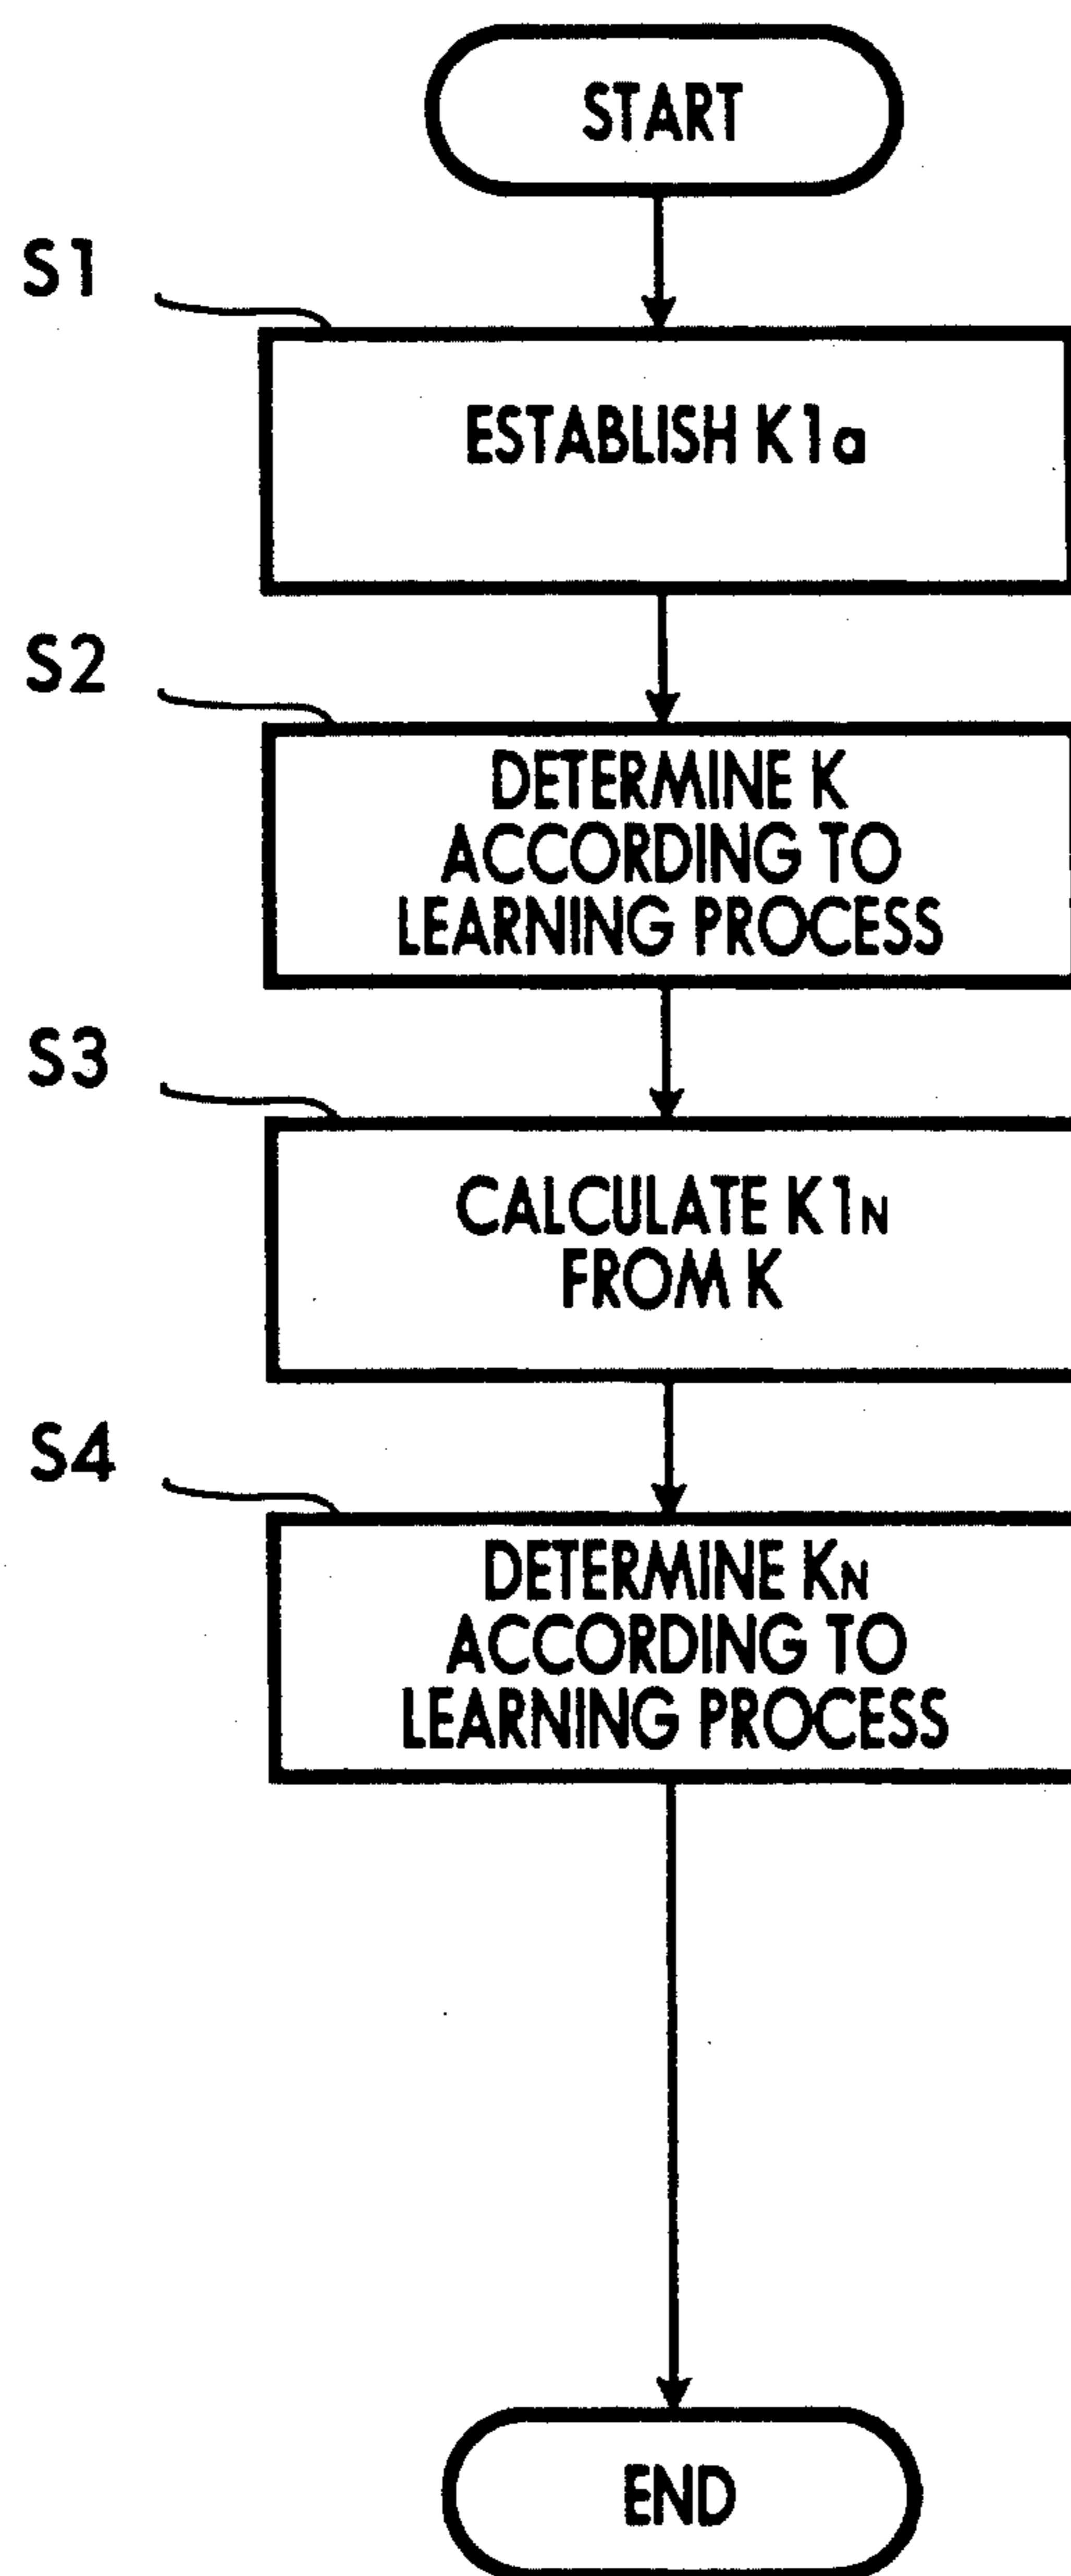 START
S1
ESTABLISH K1a
S2
DETERMINE K
ACCORDING TO
LEARNING PROCESS
S3
CALCULATE K1N
FROM K
S4
DETERMINE KN
ACCORDING TO
LEARNING PROCESS
END